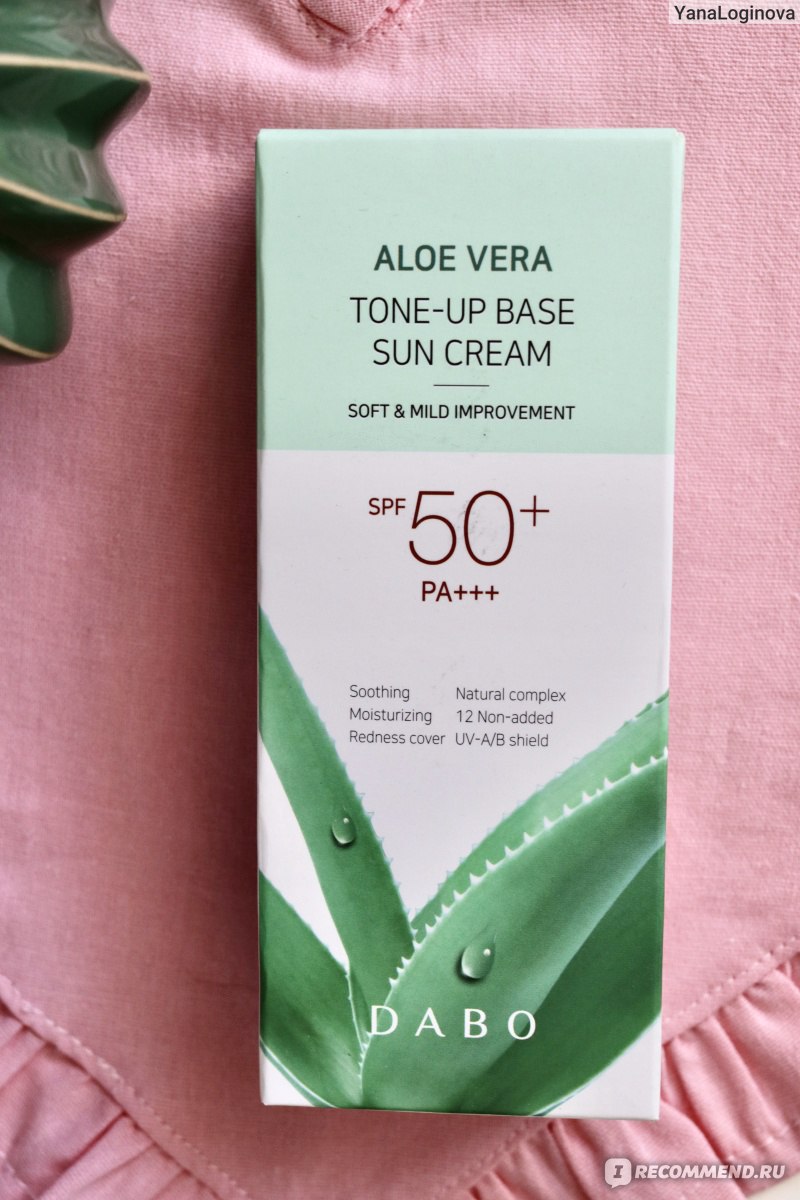 YanaLoginova
ALOE VERA
TONE-UP BASE
SUN CREAM
SOFT & MILD IMPROVEMENT
SPF 50+
PA+++
Soothing Natural complex
Moisturizing 12 Non-added
Redness cover UV-A/B shield
DABO
I RECOMMEND.RU